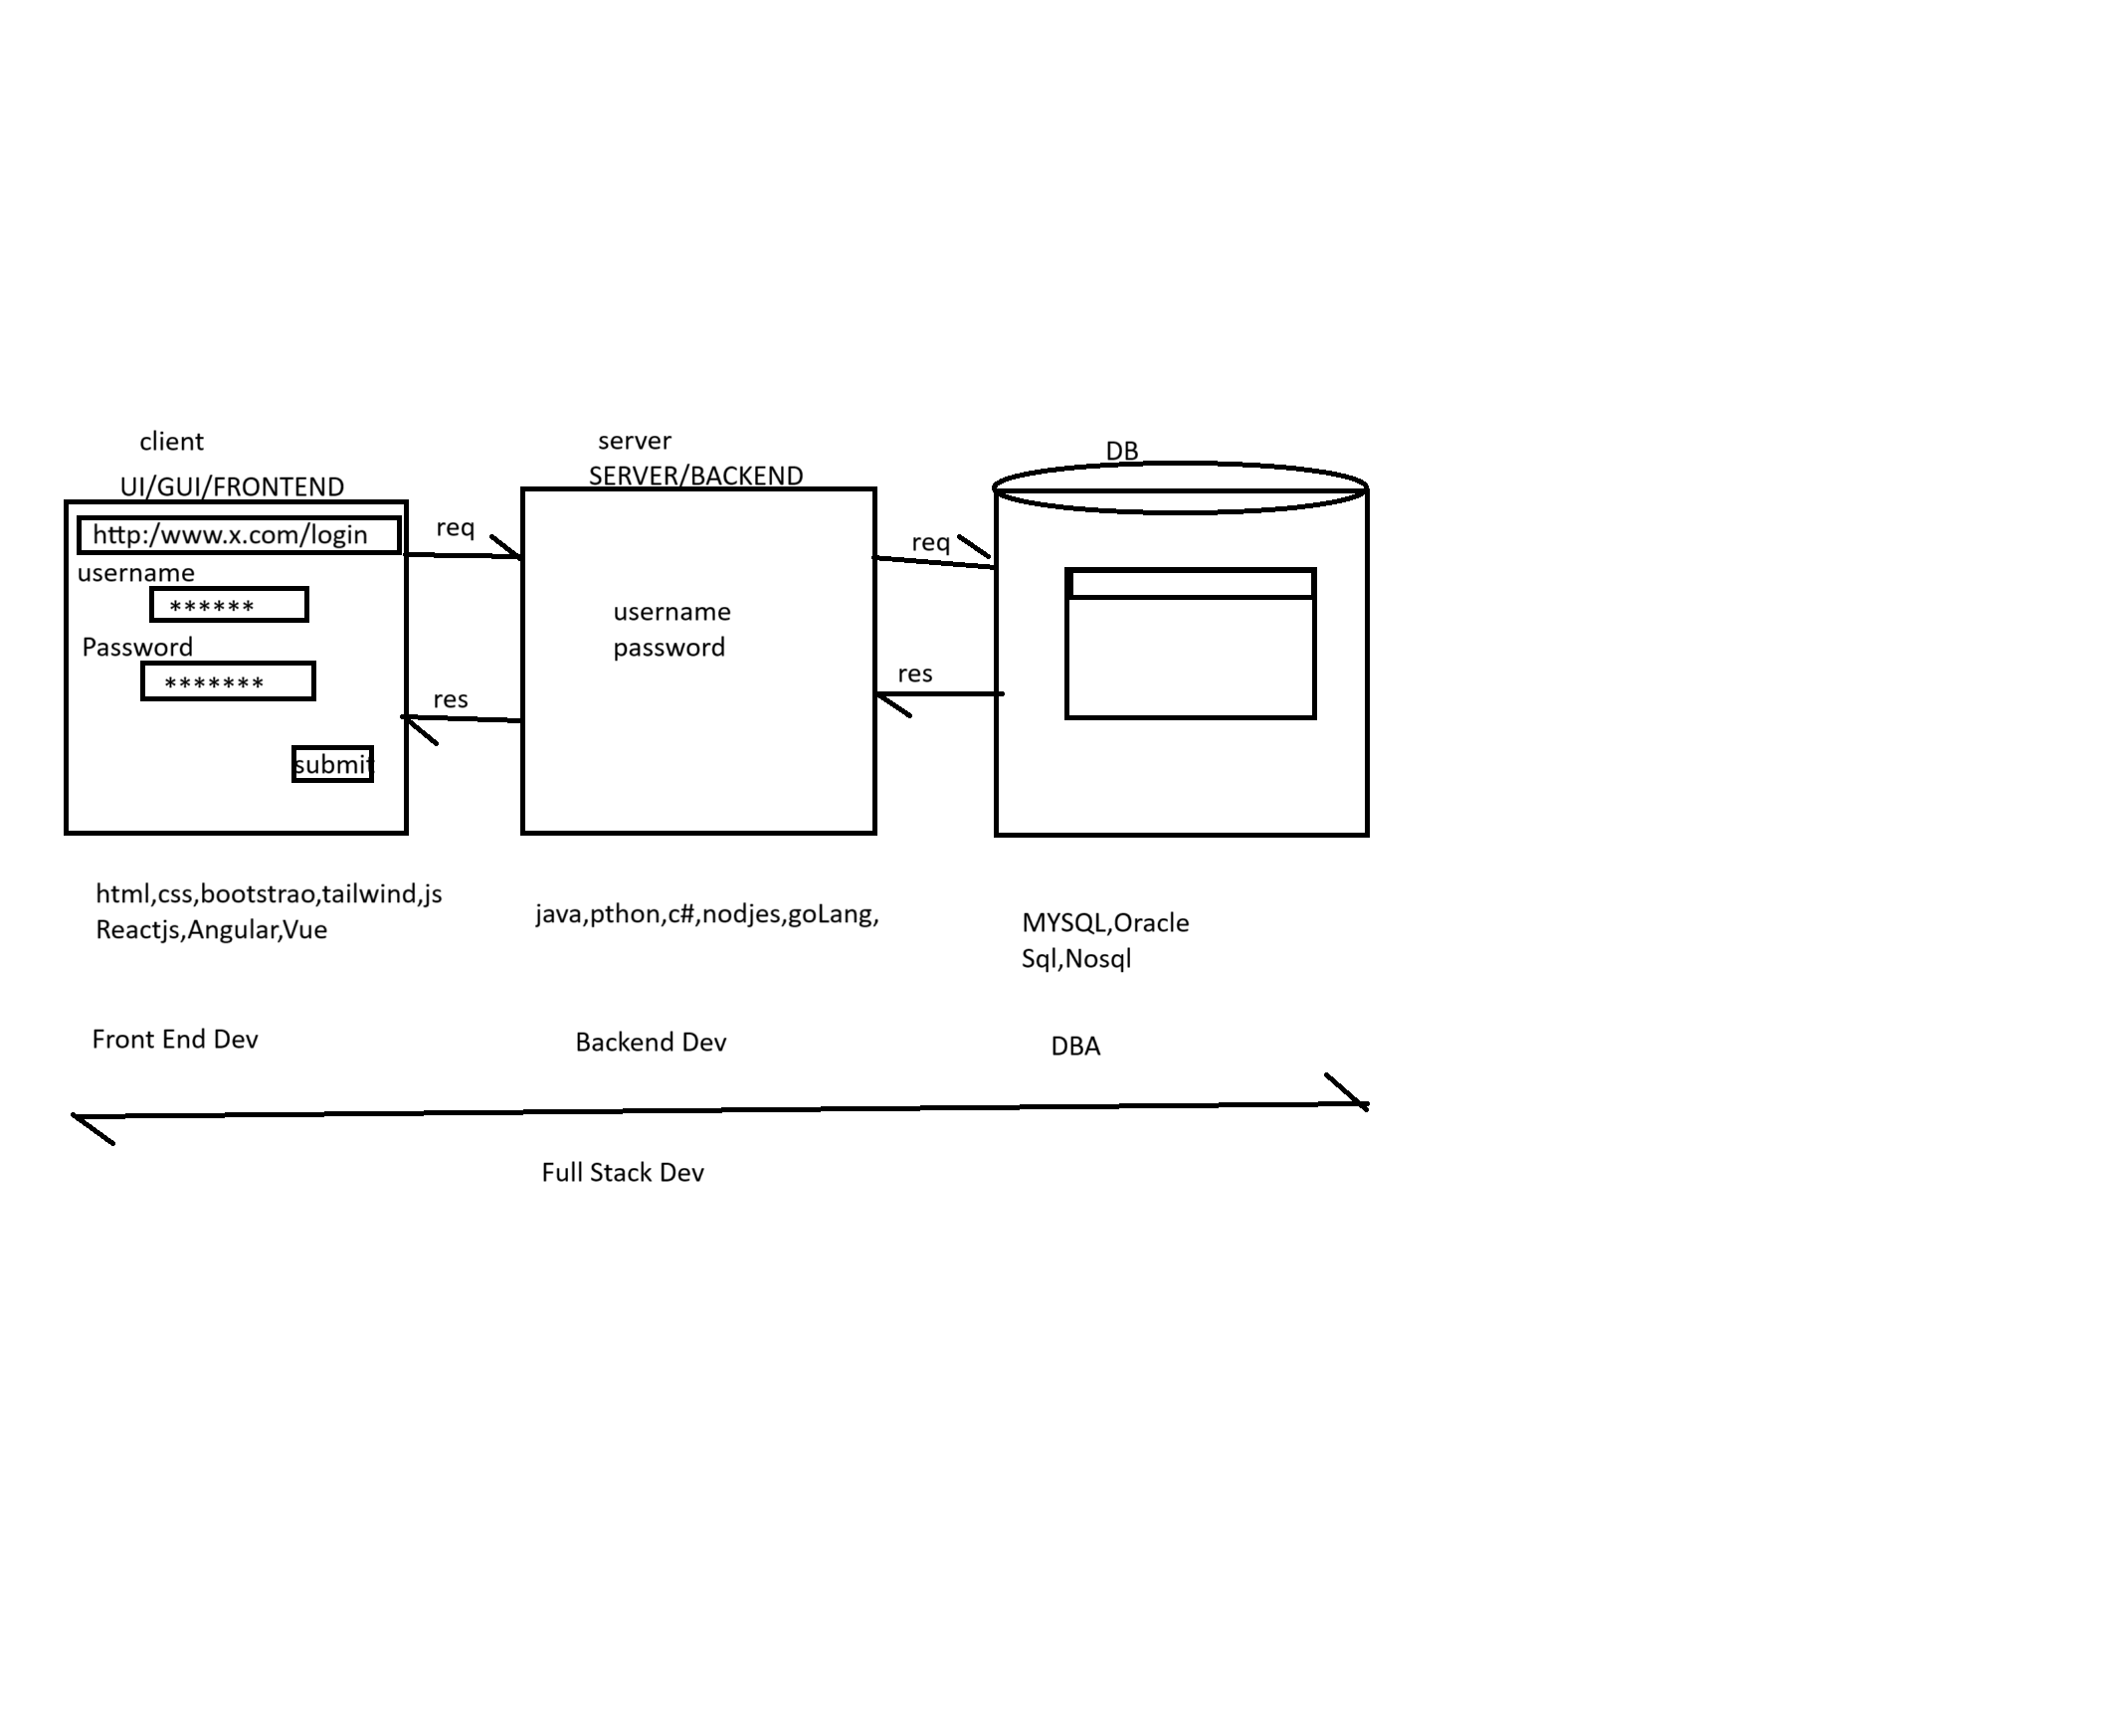 client
UI/GUI/FRONTEND
http:/www.x.com/login
username
******
Password
*******
submit
req
res
server
SERVER/BACKEND
username
password
req
res
DB
html,css,bootstrao,tailwind,js
Reactjs,Angular,Vue
java,pthon,c#,nodjes,goLang,
MYSQL,Oracle
Sql,Nosql
Front End Dev
Backend Dev
DBA
Full Stack Dev